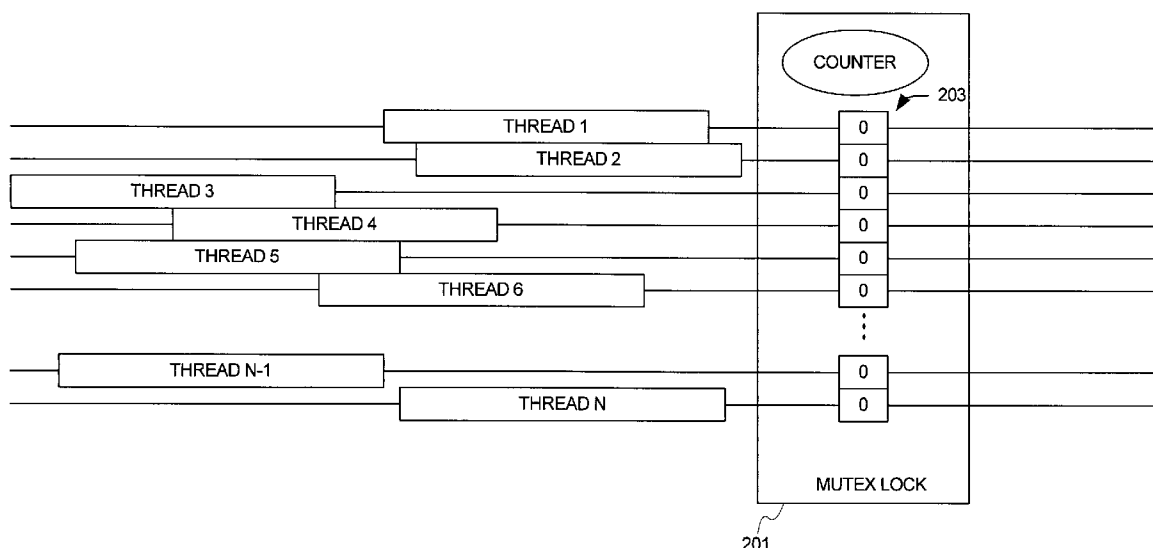 COUNTER
203
THREAD 1 0
THREAD 2 0
THREAD 3 0
THREAD 4 0
THREAD 5 0
THREAD 6 0
THREAD N-1 0
THREAD N 0
MUTEX LOCK
201